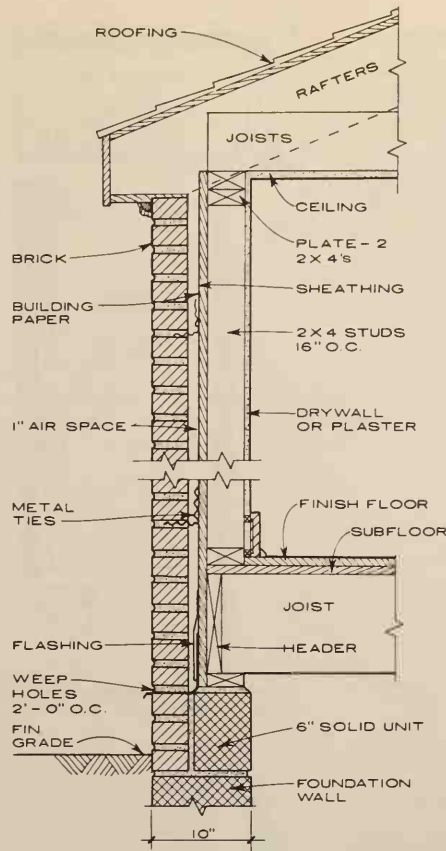 ROOFING
RAFTERS
JOISTS
CEILING
PLATE - 2
2 X 4's
BRICK
SHEATHING
BUILDING
PAPER
2 X 4 STUDS
16" O.C.
1" AIR SPACE
DRYWALL
OR PLASTER
METAL
TIES
FINISH FLOOR
SUBFLOOR
JOIST
FLASHING
HEADER
WEEP
HOLES
2'-0" O.C.
6" SOLID UNIT
FIN.
GRADE
FOUNDATION
WALL
10"